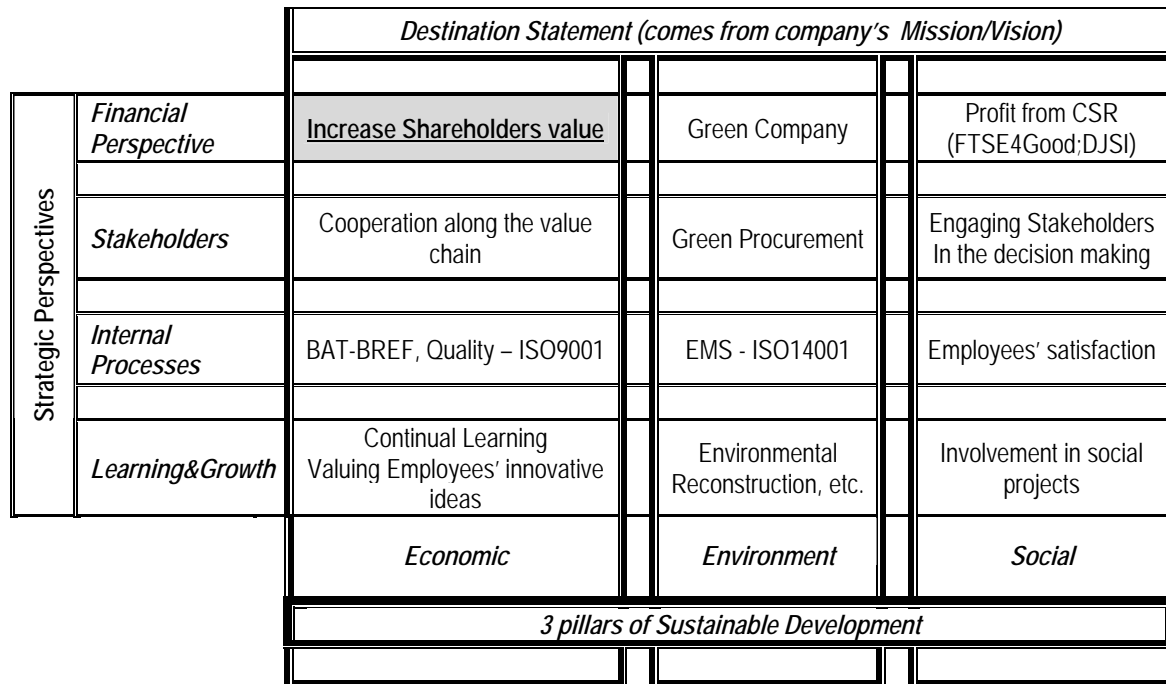 Destination Statement (comes from company's Mission/Vision)
Strategic Perspectives
Financial
Perspective
Increase Shareholders value
Green Company
Profit from CSR
(FTSE4Good;DJSI)
Stakeholders
Cooperation along the value
chain
Green Procurement
Engaging Stakeholders
In the decision making
Internal
Processes
BAT-BREF, Quality – ISO9001
EMS - ISO14001
Employees' satisfaction
Learning&Growth
Continual Learning
Valuing Employees' innovative
ideas
Environmental
Reconstruction, etc.
Involvement in social
projects
Economic
Environment
Social
3 pillars of Sustainable Development